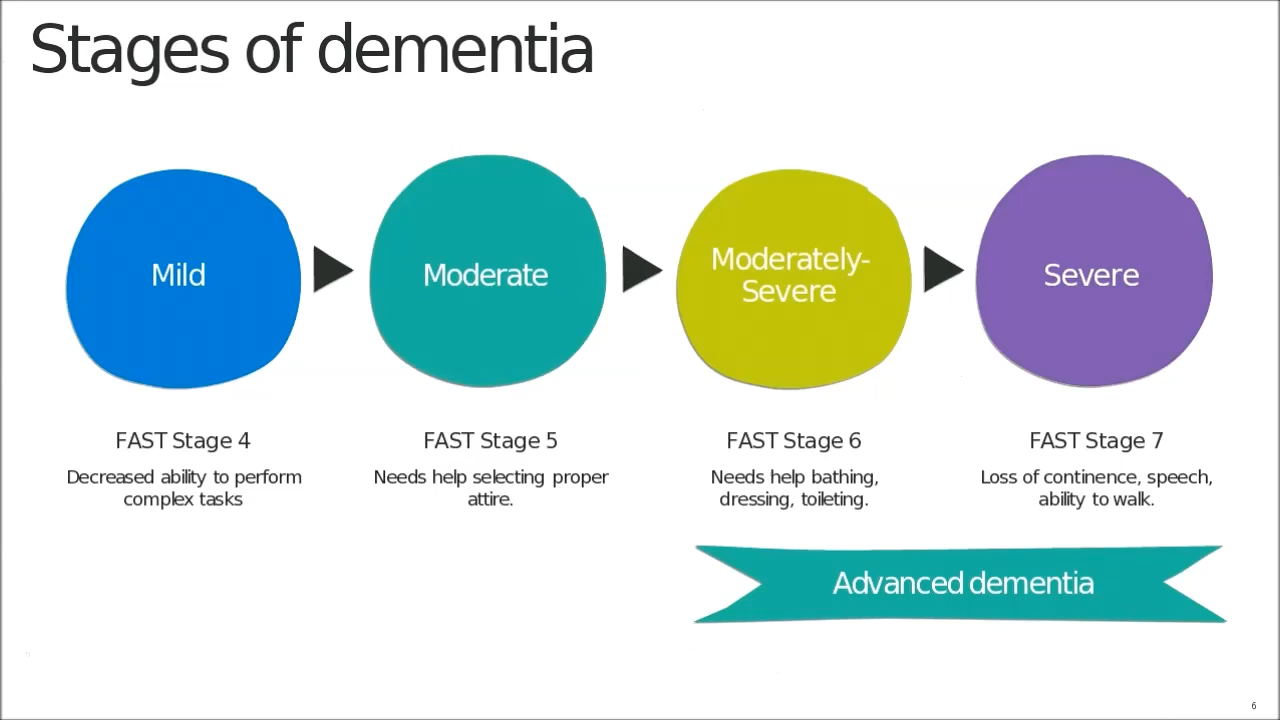 Stages of dementia
Mild
Moderate
Moderately-
Severe
Severe
FAST Stage 4
Decreased ability to perform
complex tasks
FAST Stage 5
Needs help selecting proper
attire.
FAST Stage 6
Needs help bathing,
dressing, toileting.
FAST Stage 7
Loss of continence, speech,
ability to walk.
Advanced dementia
6